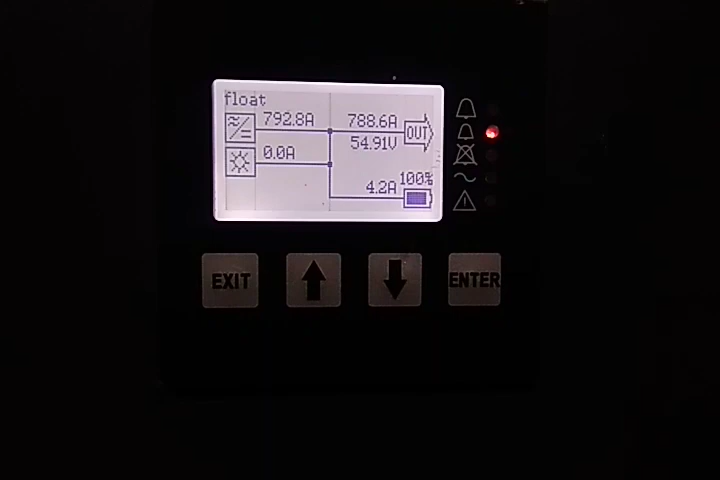 float
792.8A 788.6A OUT
54.91V
0.0A
4.2A 100%
EXIT ENTER